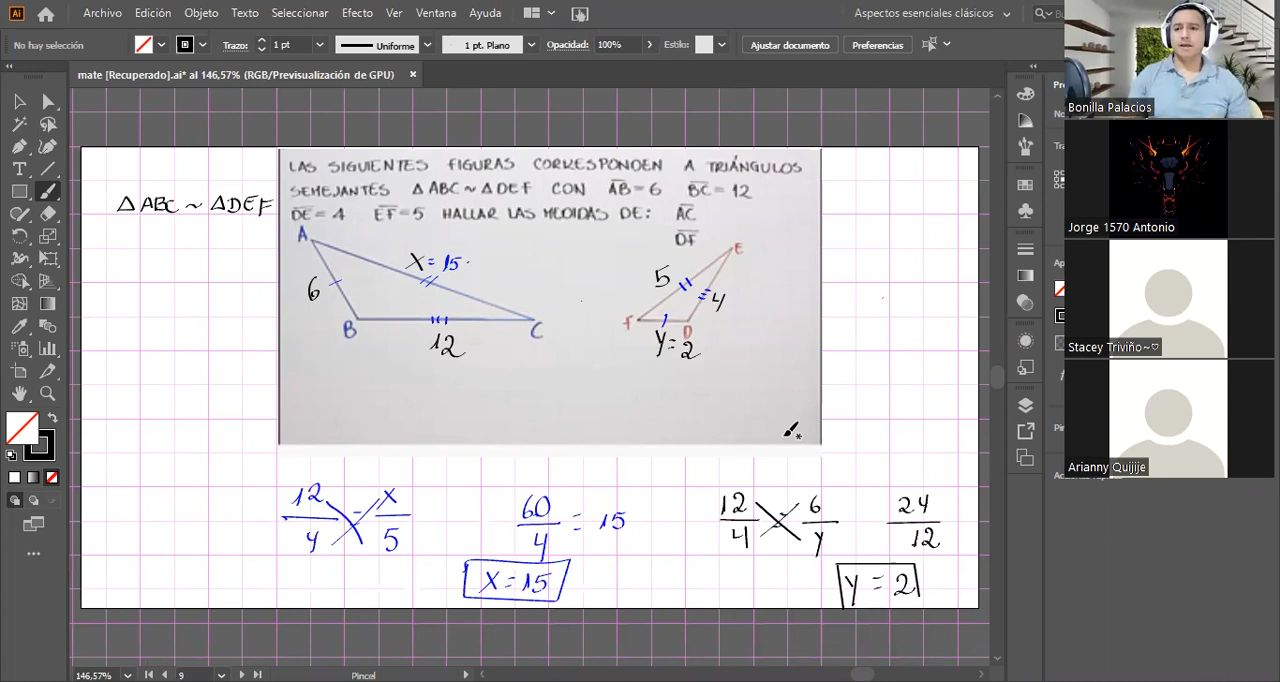 Ai
Archivo Edición Objeto Texto Seleccionar Efecto Ver Ventana Ayuda
Aspectos esenciales clásicos
No hay selección
Trazo: 1 pt
Uniforme
1 pt. Plano
Opacidad: 100%
Estilo:
Ajustar documento
Preferencias
mate [Recuperado].ai* al 146,57% (RGB/Previsualización de GPU)
△ABC ~ △DEF
LAS SIGUIENTES FIGURAS CORRESPONDEN A TRIÁNGULOS
SEMEJANTES △ABC ~ △DEF CON AB=6 BC=12
DE=4 EF=5 HALLAR LAS MEDIDAS DE: AC
DF
A
E
X=15
5
6
4
B
C
F
D
12
Y=2
12/4 = X/5
60/4 = 15
12/4 = 6/Y
24/12
X=15
Y=2
146,57%
9
Pincel
Bonilla Palacios
Jorge 1570 Antonio
Stacey Triviño~♡
Arianny Quijije